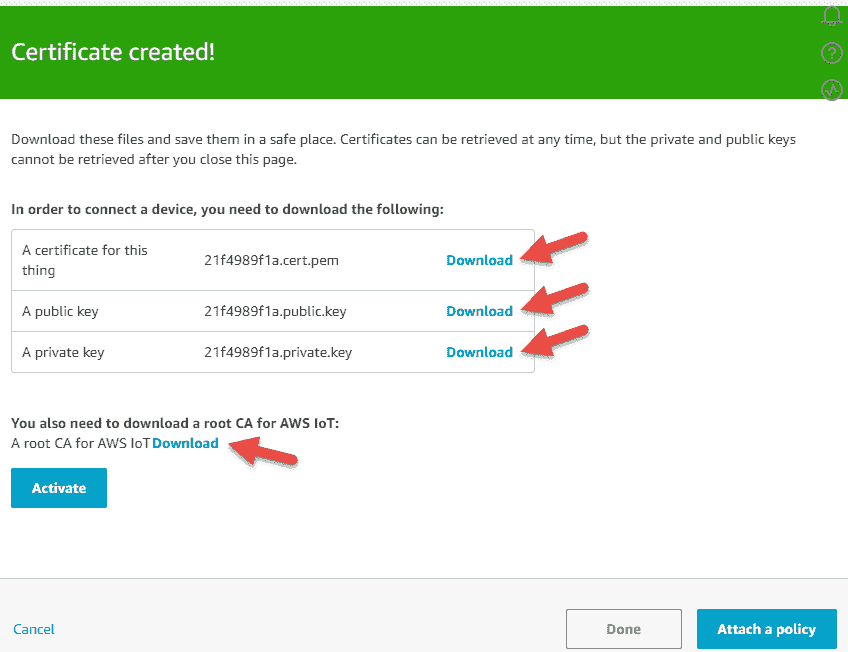 Certificate created!
Download these files and save them in a safe place. Certificates can be retrieved at any time, but the private and public keys
cannot be retrieved after you close this page.
In order to connect a device, you need to download the following:
A certificate for this
thing
21f4989f1a.cert.pem
Download
A public key
21f4989f1a.public.key
Download
A private key
21f4989f1a.private.key
Download
You also need to download a root CA for AWS IoT:
A root CA for AWS IoT Download
Activate
Cancel
Done
Attach a policy